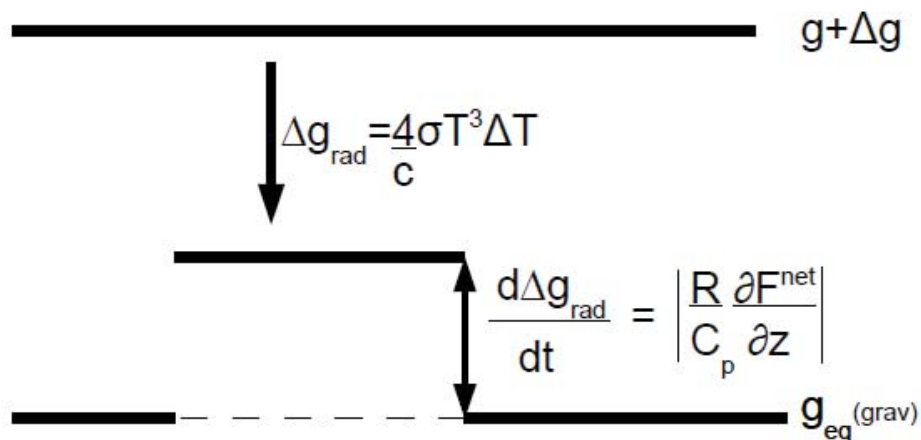 g+Δg
Δg_rad=4/c σT³ΔT
dΔg_rad/dt = |R/C_p ∂F^net/∂z|
g_eq(grav)